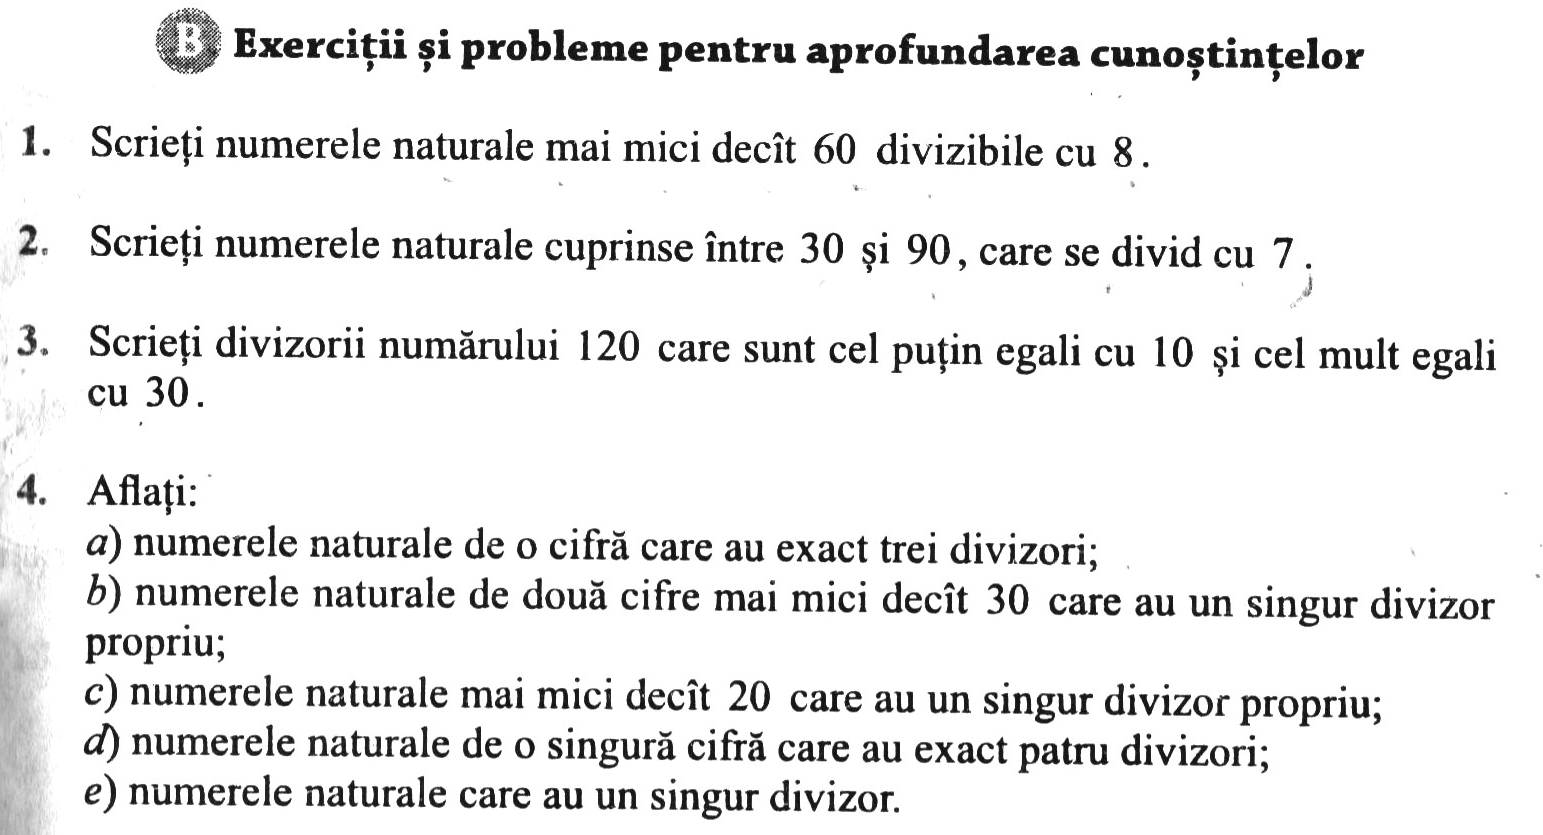 B Exerciții și probleme pentru aprofundarea cunoștințelor
1. Scrieți numerele naturale mai mici decît 60 divizibile cu 8.
2. Scrieți numerele naturale cuprinse între 30 și 90, care se divid cu 7.
3. Scrieți divizorii numărului 120 care sunt cel puțin egali cu 10 și cel mult egali
cu 30.
4. Aflați:
a) numerele naturale de o cifră care au exact trei divizori;
b) numerele naturale de două cifre mai mici decît 30 care au un singur divizor
propriu;
c) numerele naturale mai mici decît 20 care au un singur divizor propriu;
d) numerele naturale de o singură cifră care au exact patru divizori;
e) numerele naturale care au un singur divizor.